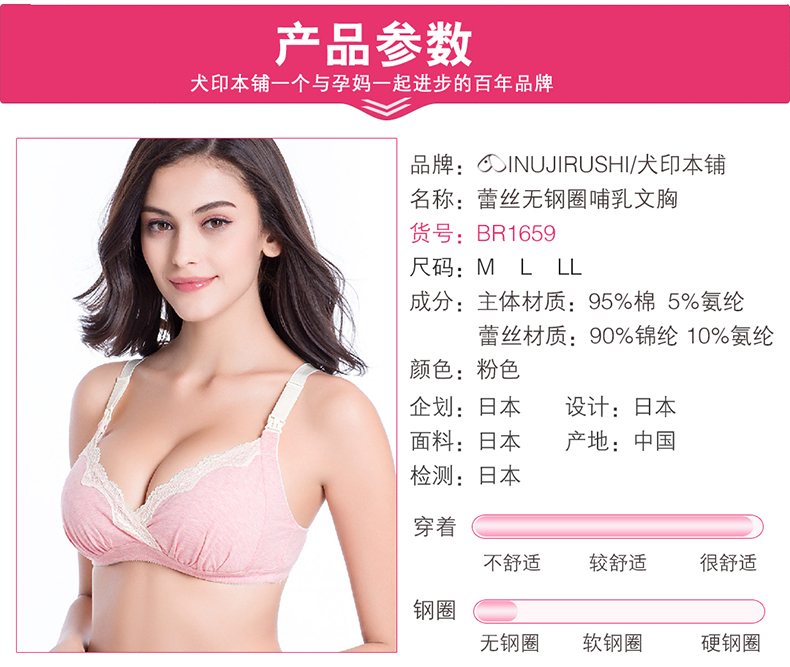 产品参数
犬印本铺一个与孕妈一起进步的百年品牌
品牌：INUJIRUSHI/犬印本铺
名称：蕾丝无钢圈哺乳文胸
货号：BR1659
尺码：M L LL
成分：主体材质：95%棉 5%氨纶
蕾丝材质：90%锦纶 10%氨纶
颜色：粉色
企划：日本 设计：日本
面料：日本 产地：中国
检测：日本
穿着
不舒适 较舒适 很舒适
钢圈
无钢圈 软钢圈 硬钢圈